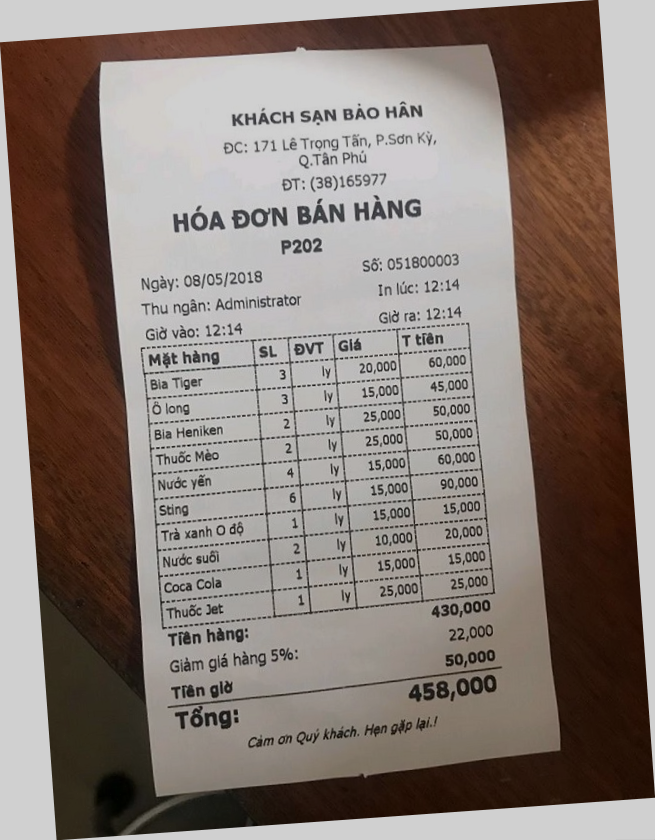 KHÁCH SẠN BẢO HÂN
ĐC: 171 Lê Trọng Tấn, P.Sơn Kỳ,
Q.Tân Phú
ĐT: (38)165977
HÓA ĐƠN BÁN HÀNG
P202
Ngày: 08/05/2018 Số: 051800003
Thu ngân: Administrator In lúc: 12:14
Giờ vào: 12:14 Giờ ra: 12:14
Mặt hàng SL ĐVT Giá T tiền
Bia Tiger 3 ly 20,000 60,000
Ô long 3 ly 15,000 45,000
Bia Heniken 2 ly 25,000 50,000
Thuốc Mèo 2 ly 25,000 50,000
Nước yến 4 ly 15,000 60,000
Sting 6 ly 15,000 90,000
Trà xanh O độ 1 ly 15,000 15,000
Nước suối 2 ly 10,000 20,000
Coca Cola 1 ly 15,000 15,000
Thuốc Jet 1 ly 25,000 25,000
Tiền hàng: 430,000
Giảm giá hàng 5%: 22,000
Tiền giờ 50,000
Tổng: 458,000
Cảm ơn Quý khách. Hẹn gặp lại.!